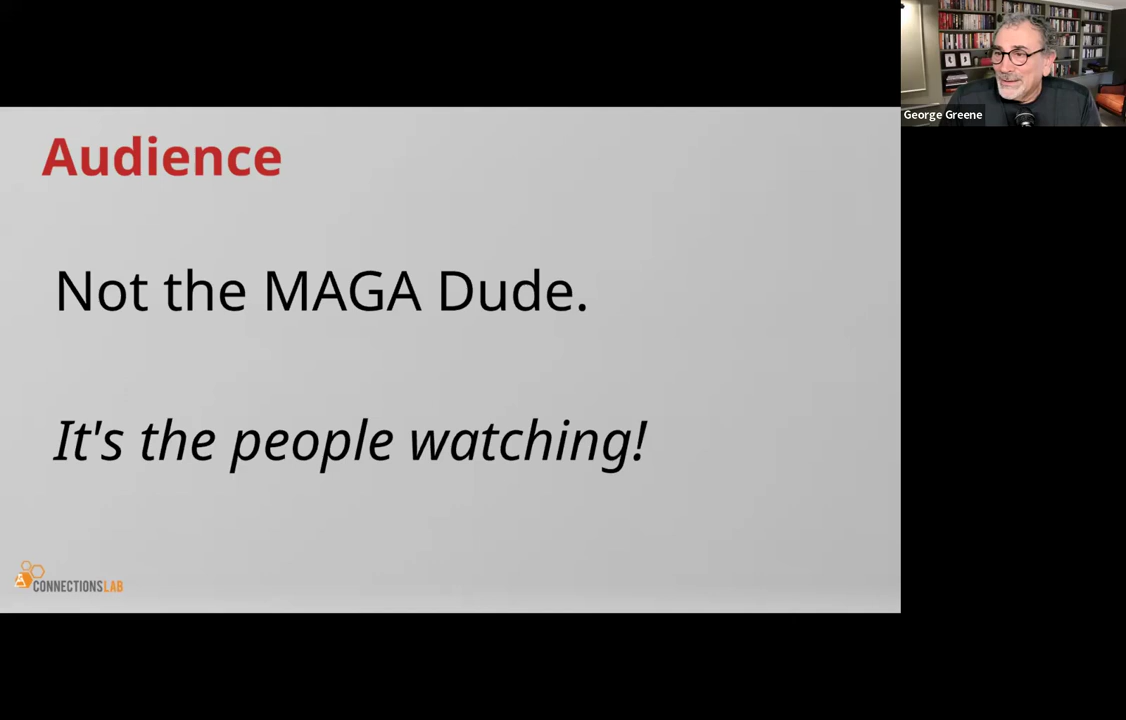 George Greene
Audience
Not the MAGA Dude.
It's the people watching!
CONNECTIONSLAB